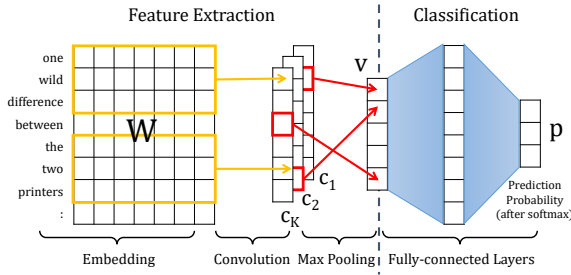 Feature Extraction
Classification
one
wild
difference
between
the
two
printers
:
W
v
p
c1
c2
cK
Prediction
Probability
(after softmax)
Embedding
Convolution
Max Pooling
Fully-connected Layers